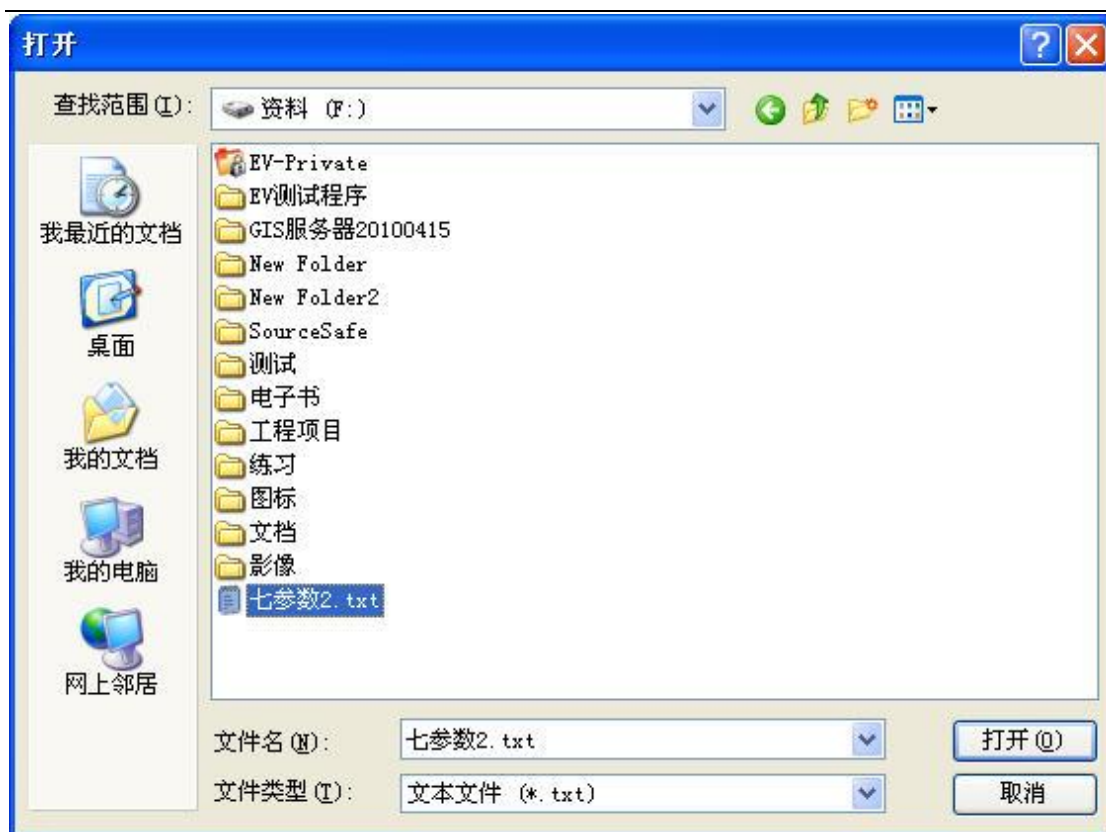 打开
查找范围(I):
资料 (F:)
我最近的文档
桌面
我的文档
我的电脑
网上邻居
EV-Private
EV测试程序
GIS服务器20100415
New Folder
New Folder2
SourceSafe
测试
电子书
工程项目
练习
图标
文档
影像
七参数2.txt
文件名(N):
七参数2.txt
打开(O)
文件类型(T):
文本文件 (*.txt)
取消